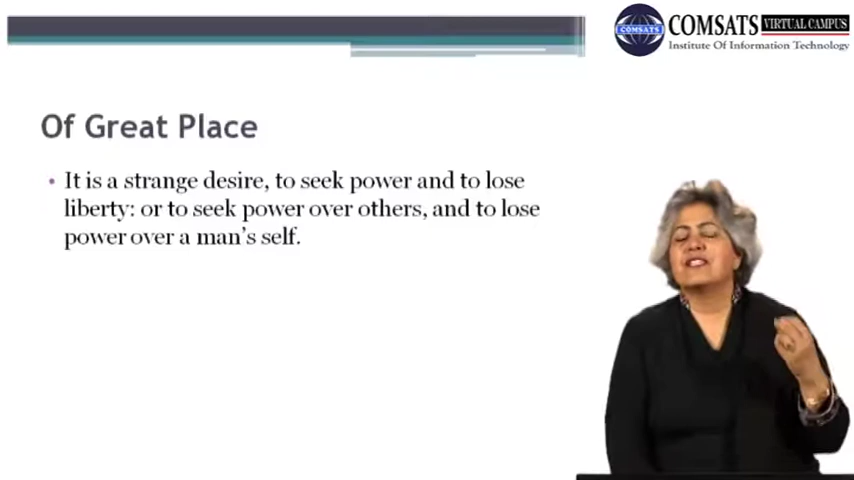 COMSATS VIRTUAL CAMPUS
Institute Of Information Technology
COMSATS
Of Great Place
• It is a strange desire, to seek power and to lose
liberty: or to seek power over others, and to lose
power over a man's self.